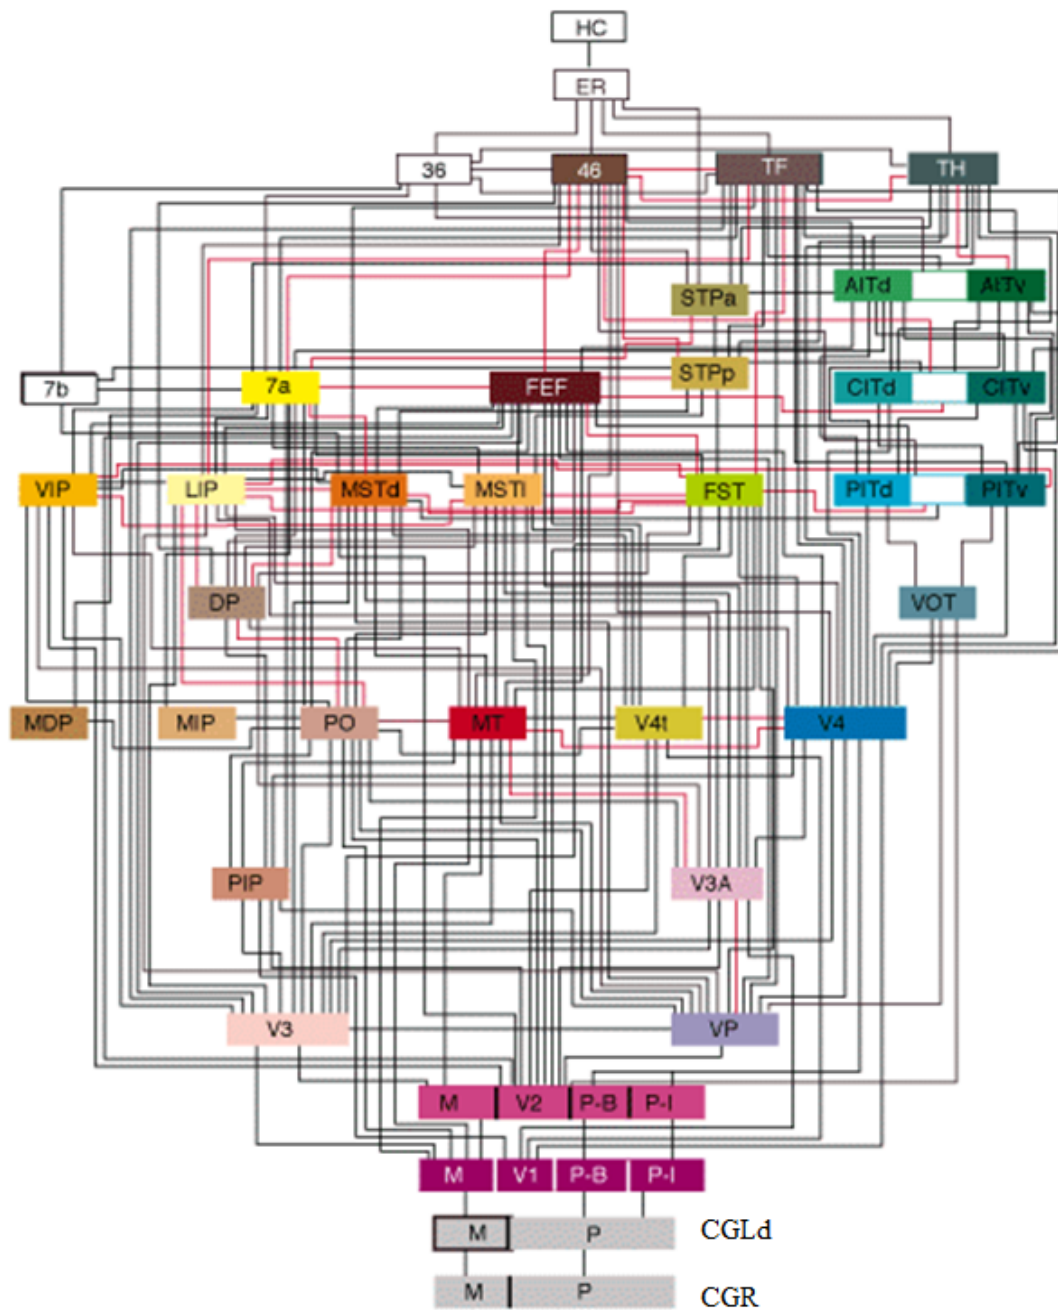 HC
ER
36 46 TF TH
STPa AITd AITv
7b 7a FEF STPp CITd CITv
VIP LIP MSTd MSTl FST PITd PITv
DP VOT
MDP MIP PO MT V4t V4
PIP V3A
V3 VP
M V2 P-B P-I
M V1 P-B P-I
M P CGLd
M P CGR